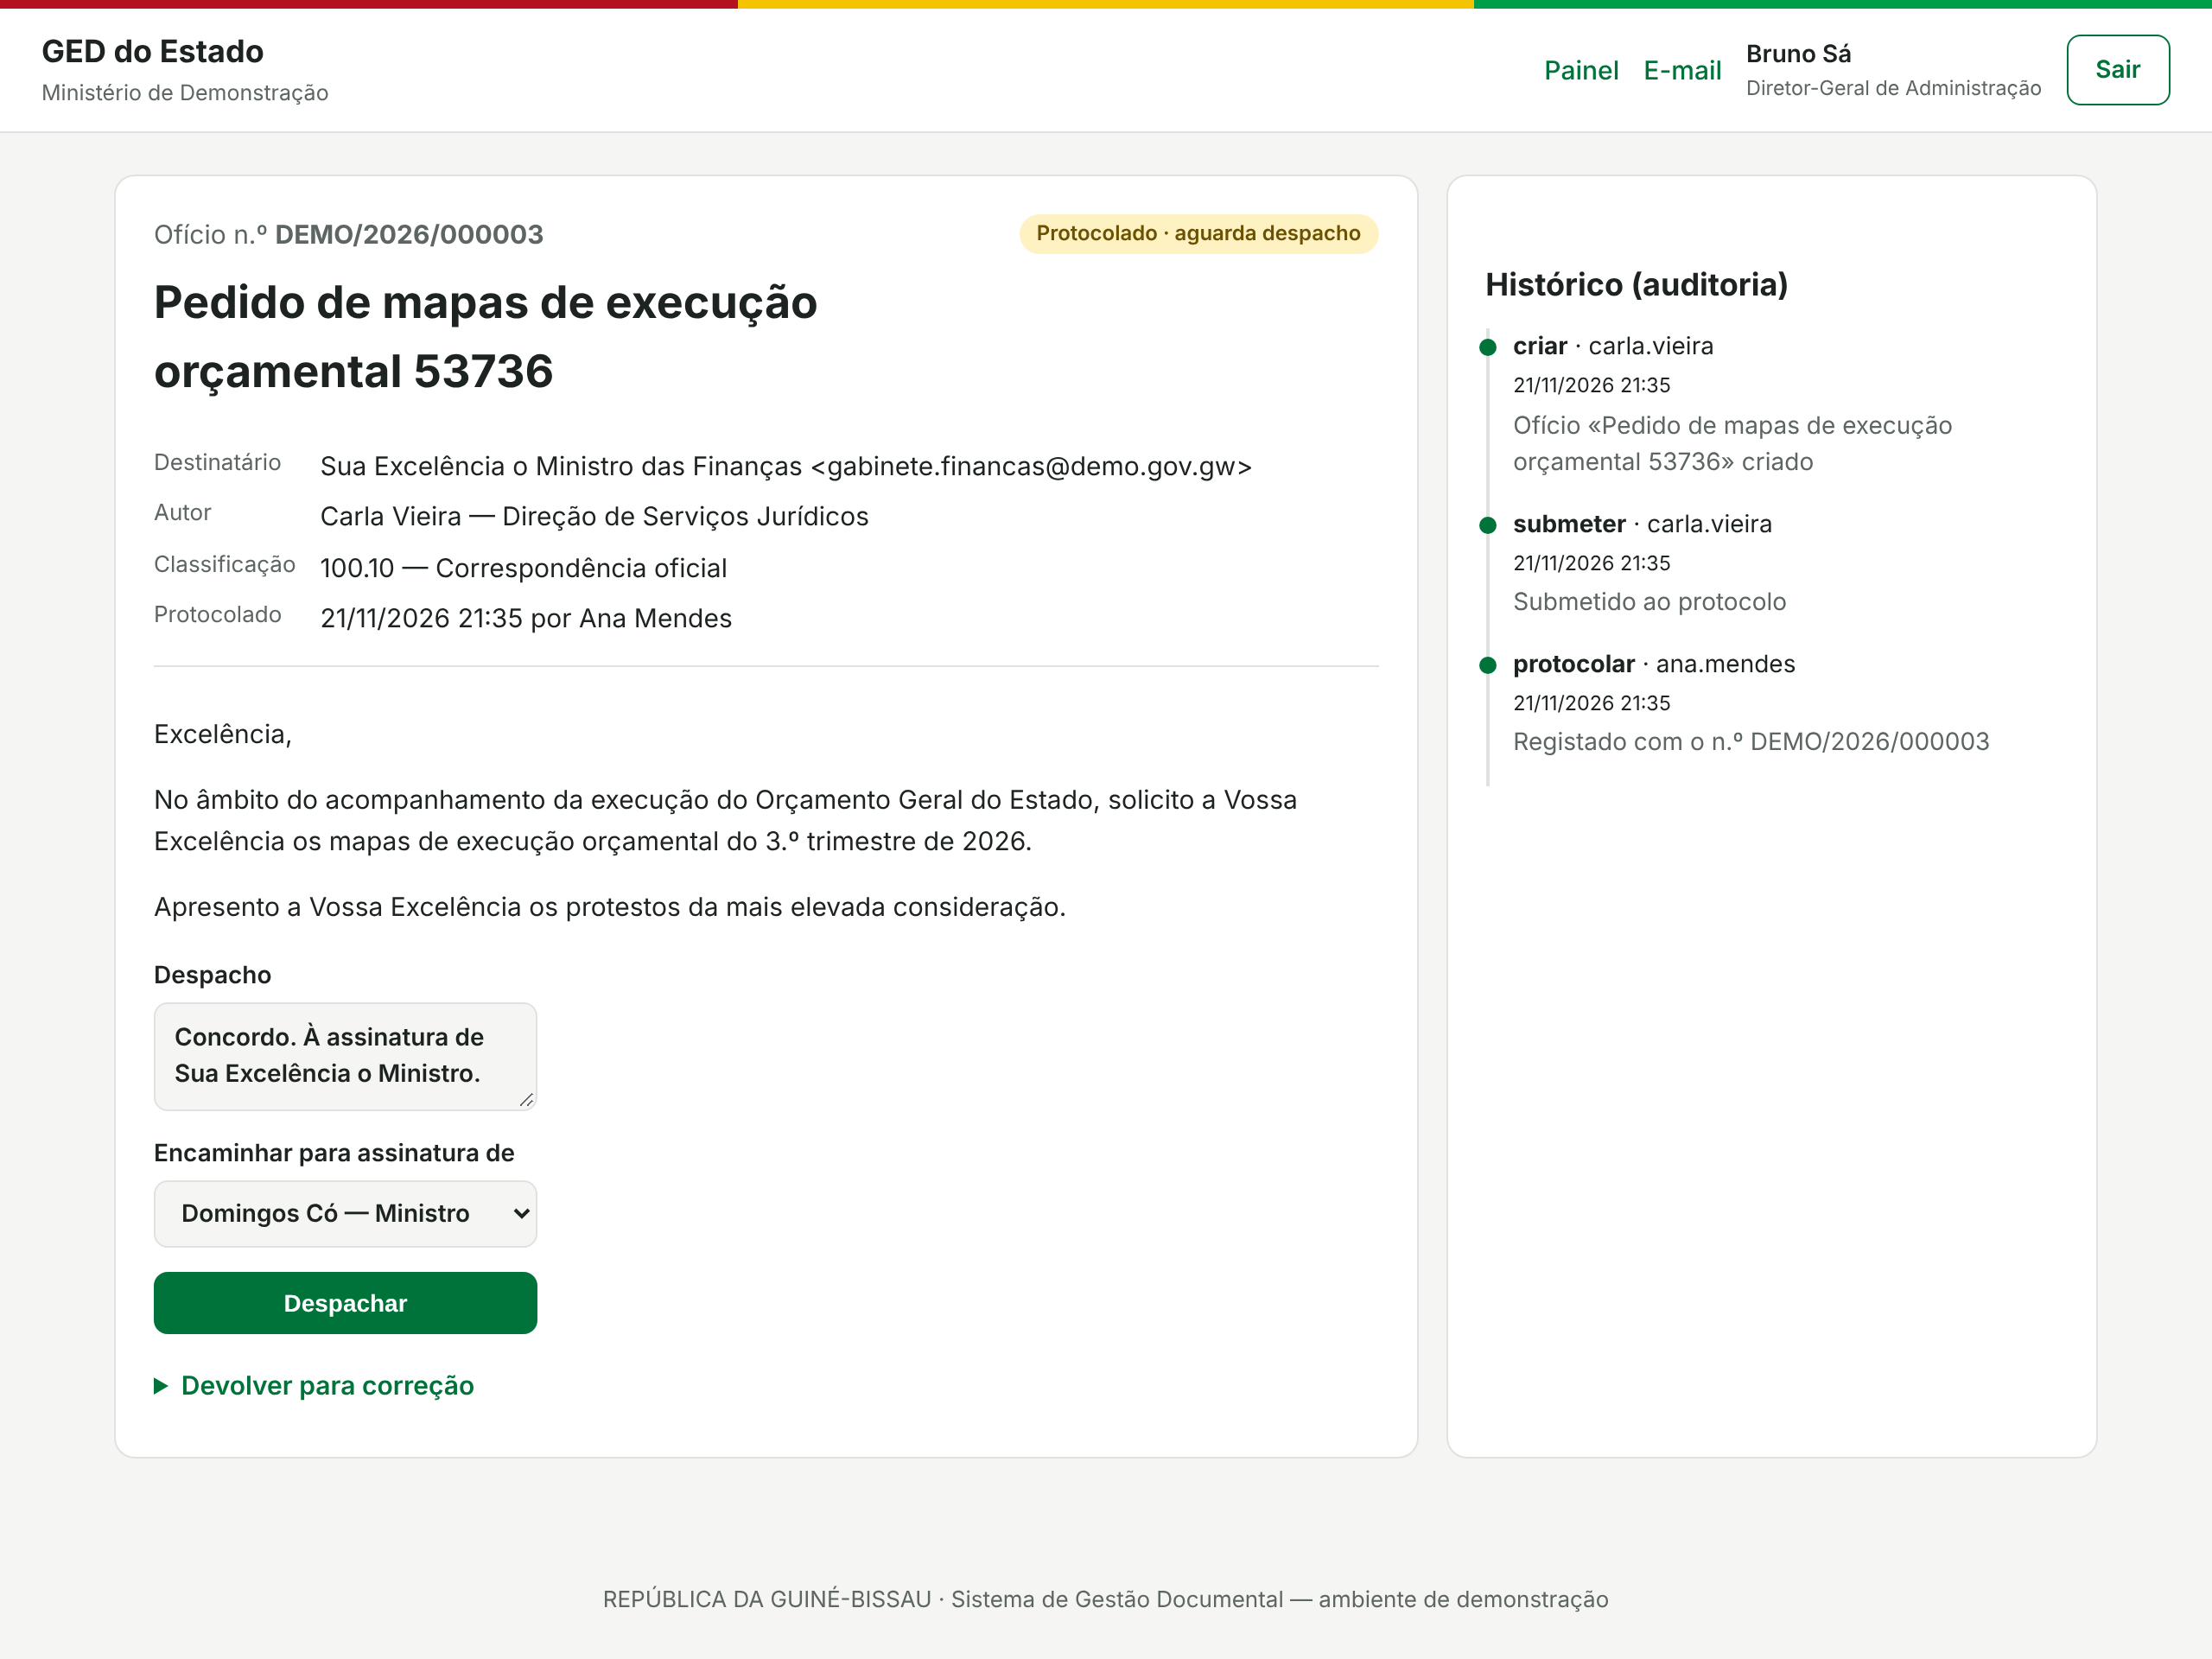 GED do Estado
Ministério de Demonstração
Painel
E-mail
Bruno Sá
Diretor-Geral de Administração
Sair
Ofício n.º DEMO/2026/000003
Protocolado · aguarda despacho
Pedido de mapas de execução
orçamental 53736
Destinatário Sua Excelência o Ministro das Finanças <gabinete.financas@demo.gov.gw>
Autor Carla Vieira — Direção de Serviços Jurídicos
Classificação 100.10 — Correspondência oficial
Protocolado 21/11/2026 21:35 por Ana Mendes
Excelência,
No âmbito do acompanhamento da execução do Orçamento Geral do Estado, solicito a Vossa
Excelência os mapas de execução orçamental do 3.º trimestre de 2026.
Apresento a Vossa Excelência os protestos da mais elevada consideração.
Despacho
Concordo. À assinatura de
Sua Excelência o Ministro.
Encaminhar para assinatura de
Domingos Có — Ministro
Despachar
Devolver para correção
Histórico (auditoria)
criar · carla.vieira
21/11/2026 21:35
Ofício «Pedido de mapas de execução
orçamental 53736» criado
submeter · carla.vieira
21/11/2026 21:35
Submetido ao protocolo
protocolar · ana.mendes
21/11/2026 21:35
Registado com o n.º DEMO/2026/000003
REPÚBLICA DA GUINÉ-BISSAU · Sistema de Gestão Documental — ambiente de demonstração